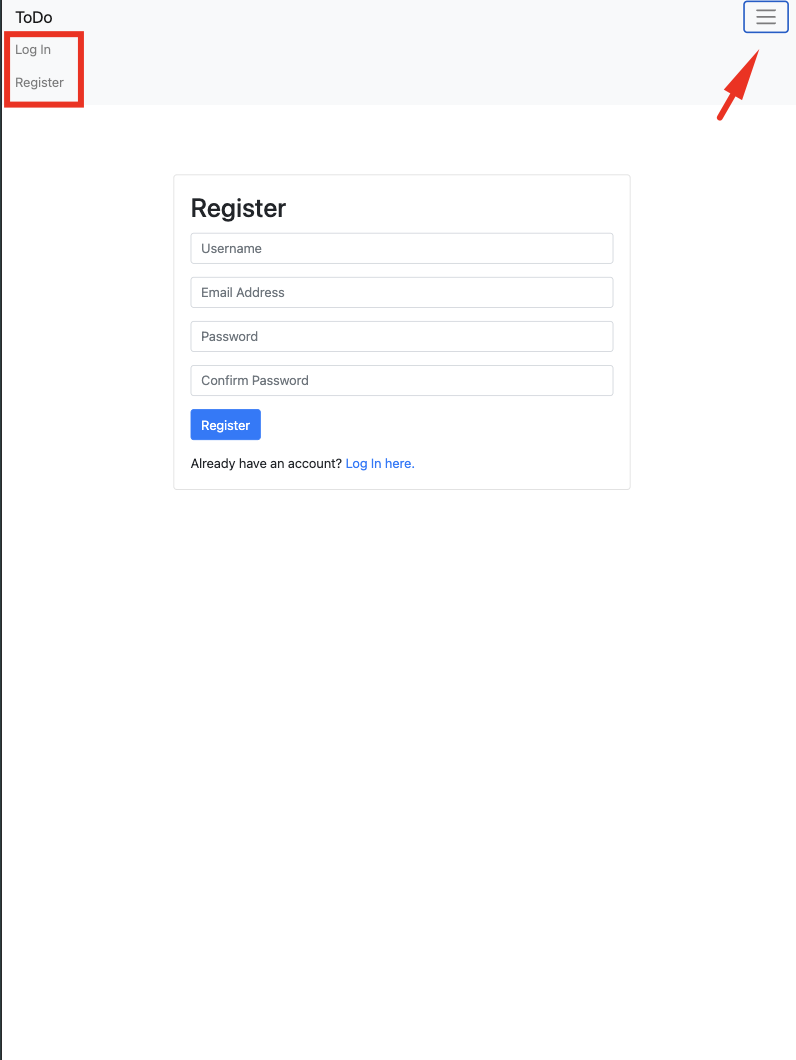 ToDo
Log In
Register
Register
Username
Email Address
Password
Confirm Password
Register
Already have an account? Log In here.